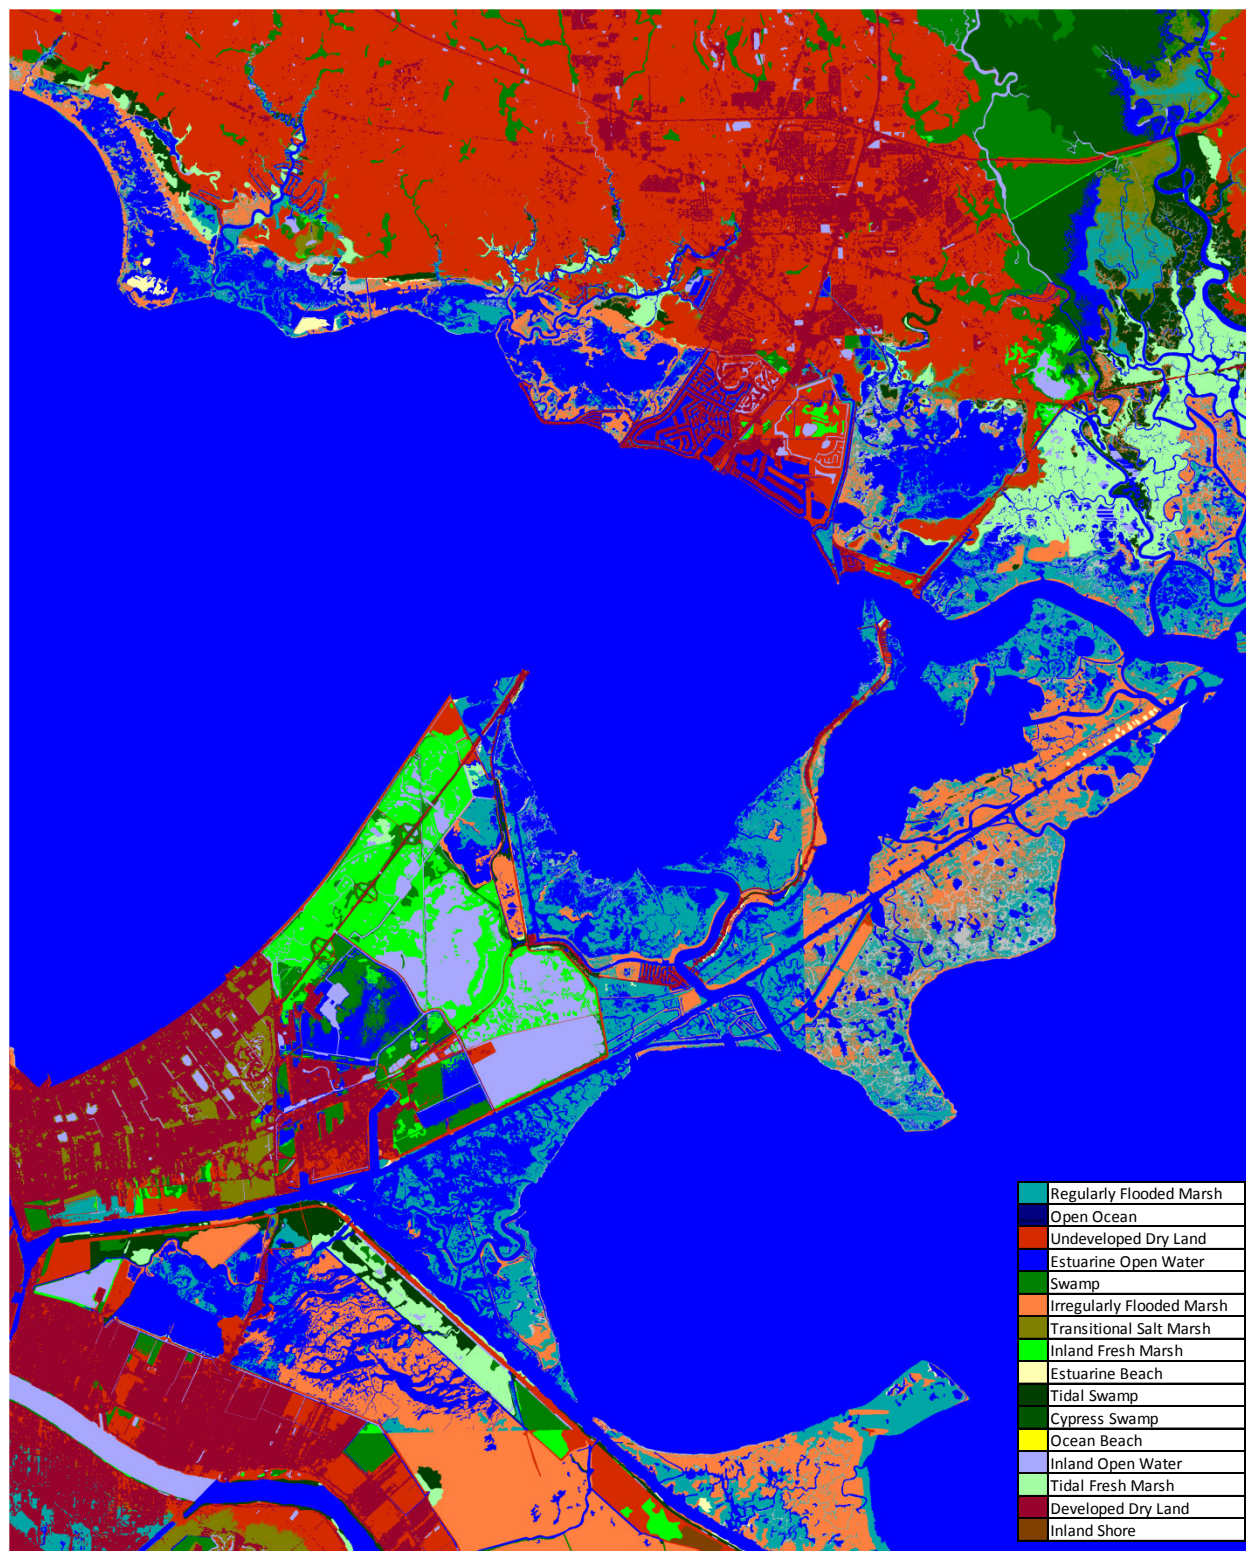 Regularly Flooded Marsh
Open Ocean
Undeveloped Dry Land
Estuarine Open Water
Swamp
Irregularly Flooded Marsh
Transitional Salt Marsh
Inland Fresh Marsh
Estuarine Beach
Tidal Swamp
Cypress Swamp
Ocean Beach
Inland Open Water
Tidal Fresh Marsh
Developed Dry Land
Inland Shore